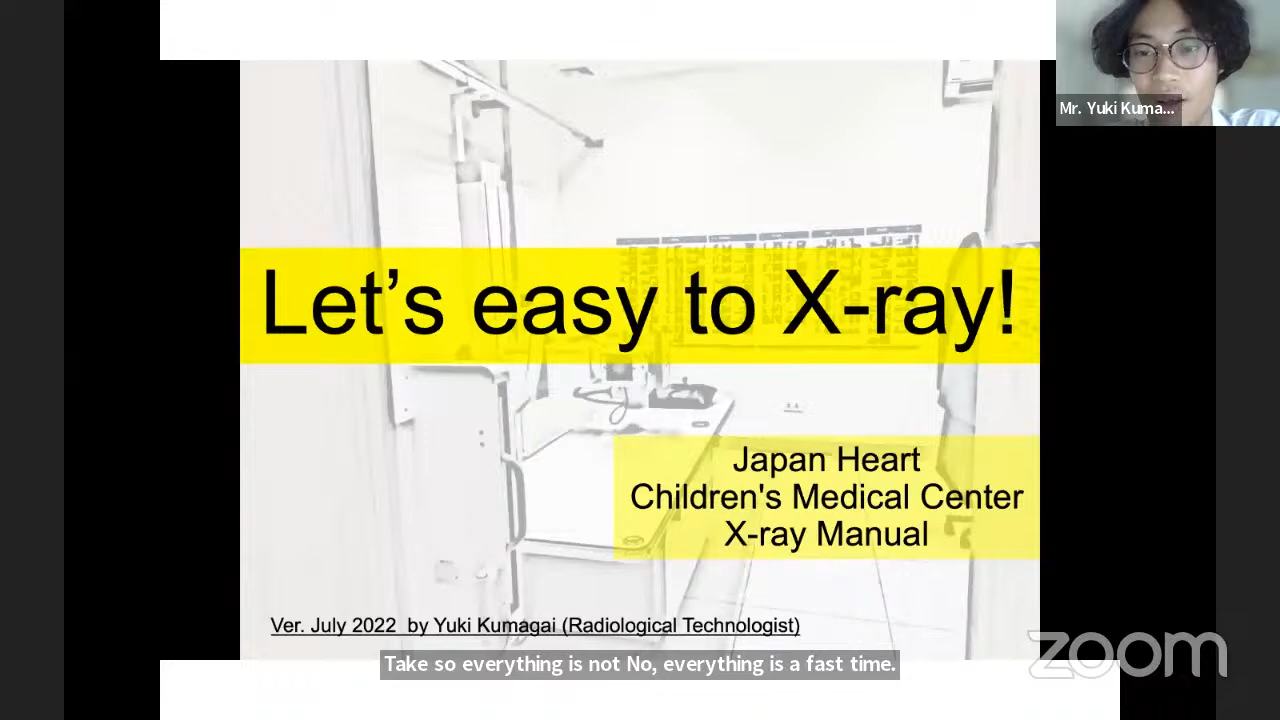 Mr. Yuki Kuma...
Let’s easy to X-ray!
Japan Heart
Children's Medical Center
X-ray Manual
Ver. July 2022 by Yuki Kumagai (Radiological Technologist)
Take so everything is not No, everything is a fast time.
zoom